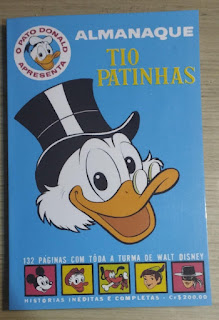 O PATO DONALD
APRESENTA
ALMANAQUE
TIO
PATINHAS
132 PÁGINAS COM TÔDA A TURMA DE WALT DISNEY
HISTÓRIAS INÉDITAS E COMPLETAS - Cr$ 200,00